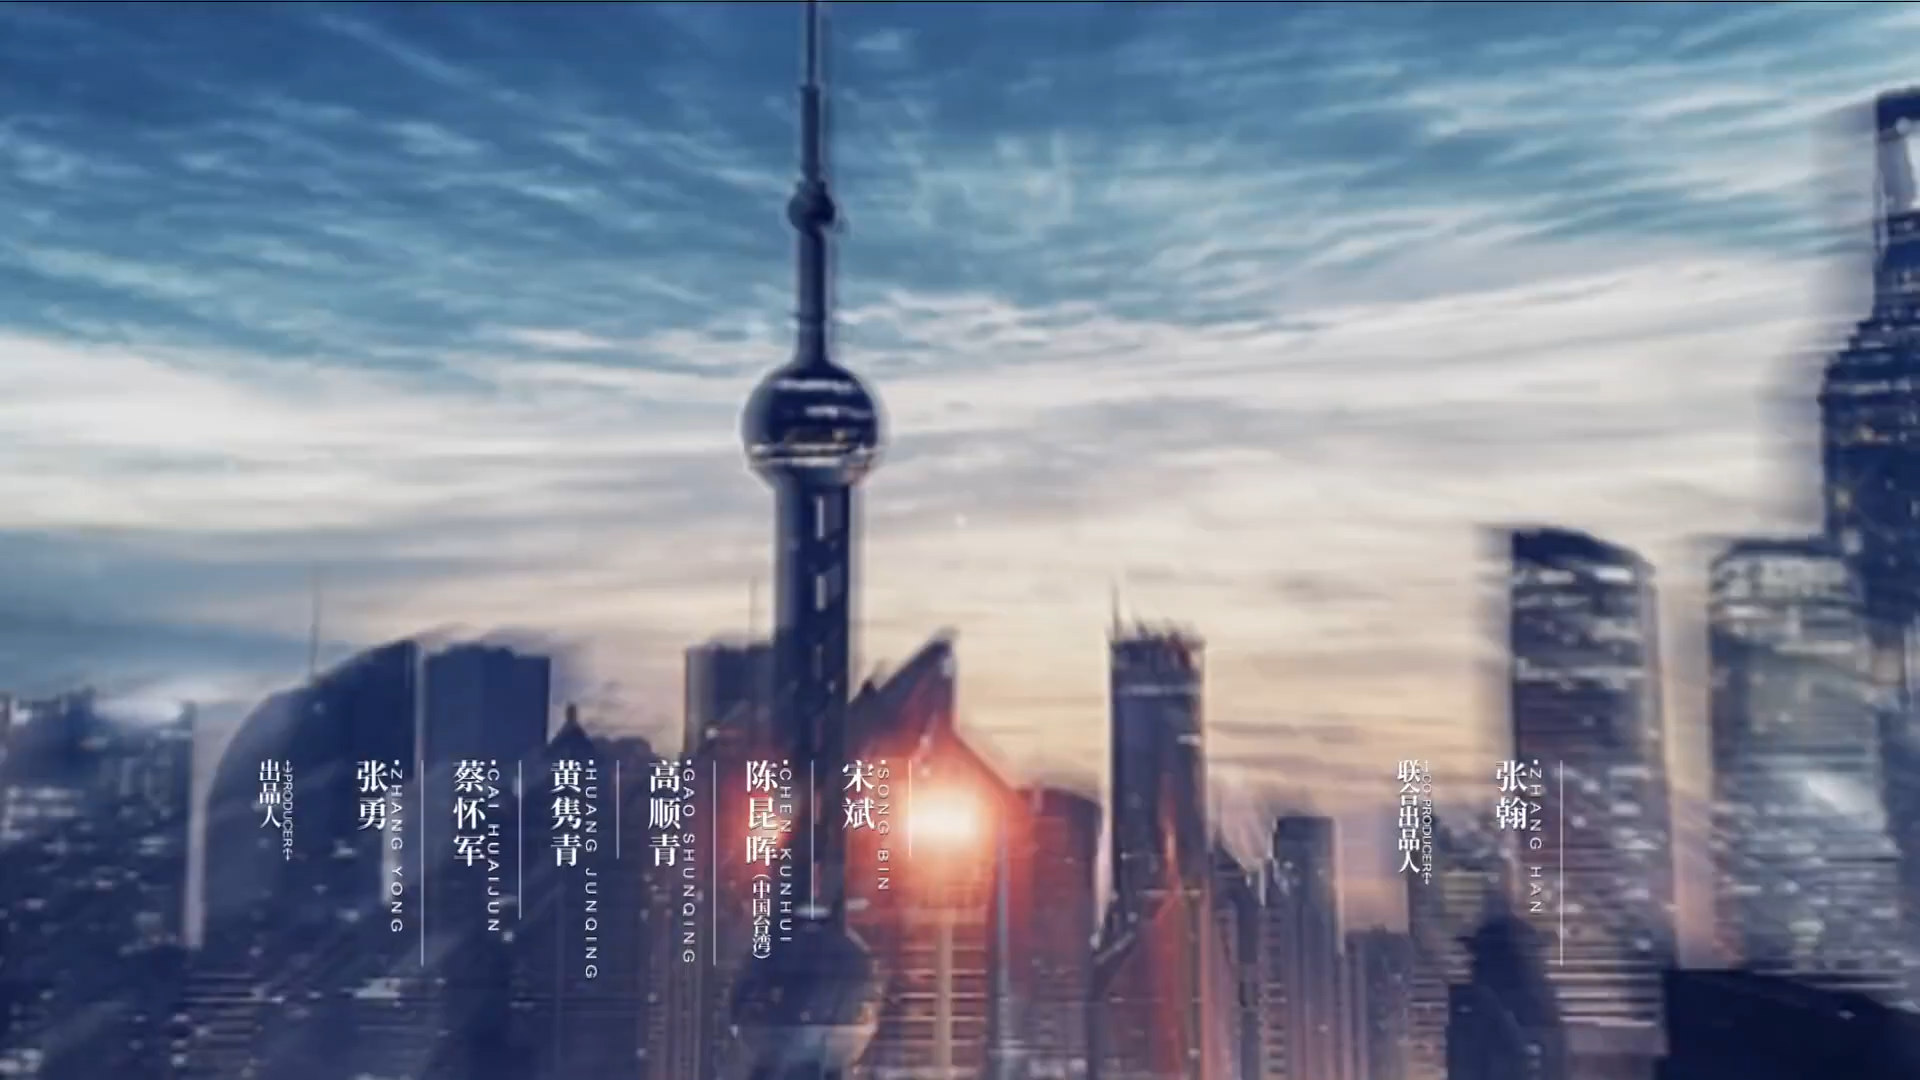 出品人
PRODUCER
张勇
ZHANG YONG
蔡怀军
CAI HUAIJUN
黄隽青
HUANG JUNQING
高顺青
GAO SHUNQING
陈昆晖（中国台湾）
CHEN KUNHUI
宋斌
SONG BIN
联合出品人
CO-PRODUCER
张翰
ZHANG HAN